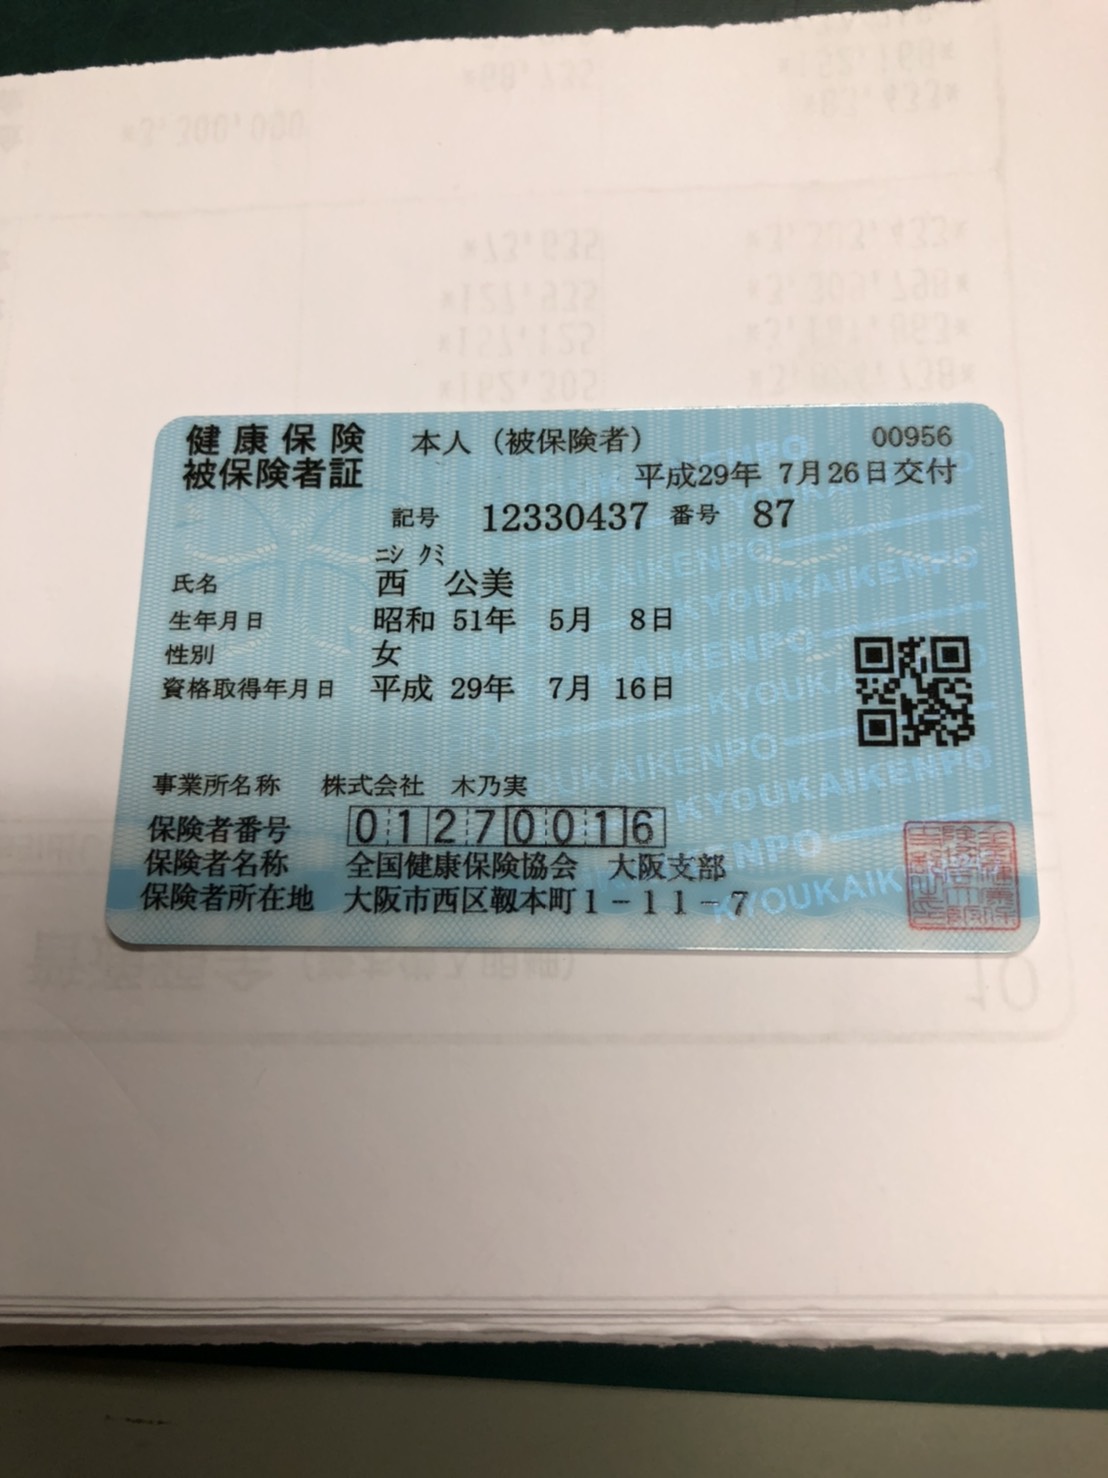 健康保険 本人（被保険者） 00956
被保険者証 平成29年 7月26日交付
記号 12330437 番号 87
ﾆｼ ｸﾐ
氏名 西 公美
生年月日 昭和 51年 5月 8日
性別 女
資格取得年月日 平成 29年 7月 16日
事業所名称 株式会社 木乃実
保険者番号 01270016
保険者名称 全国健康保険協会 大阪支部
保険者所在地 大阪市西区靱本町1－11－7
KYOUKAIKENPO